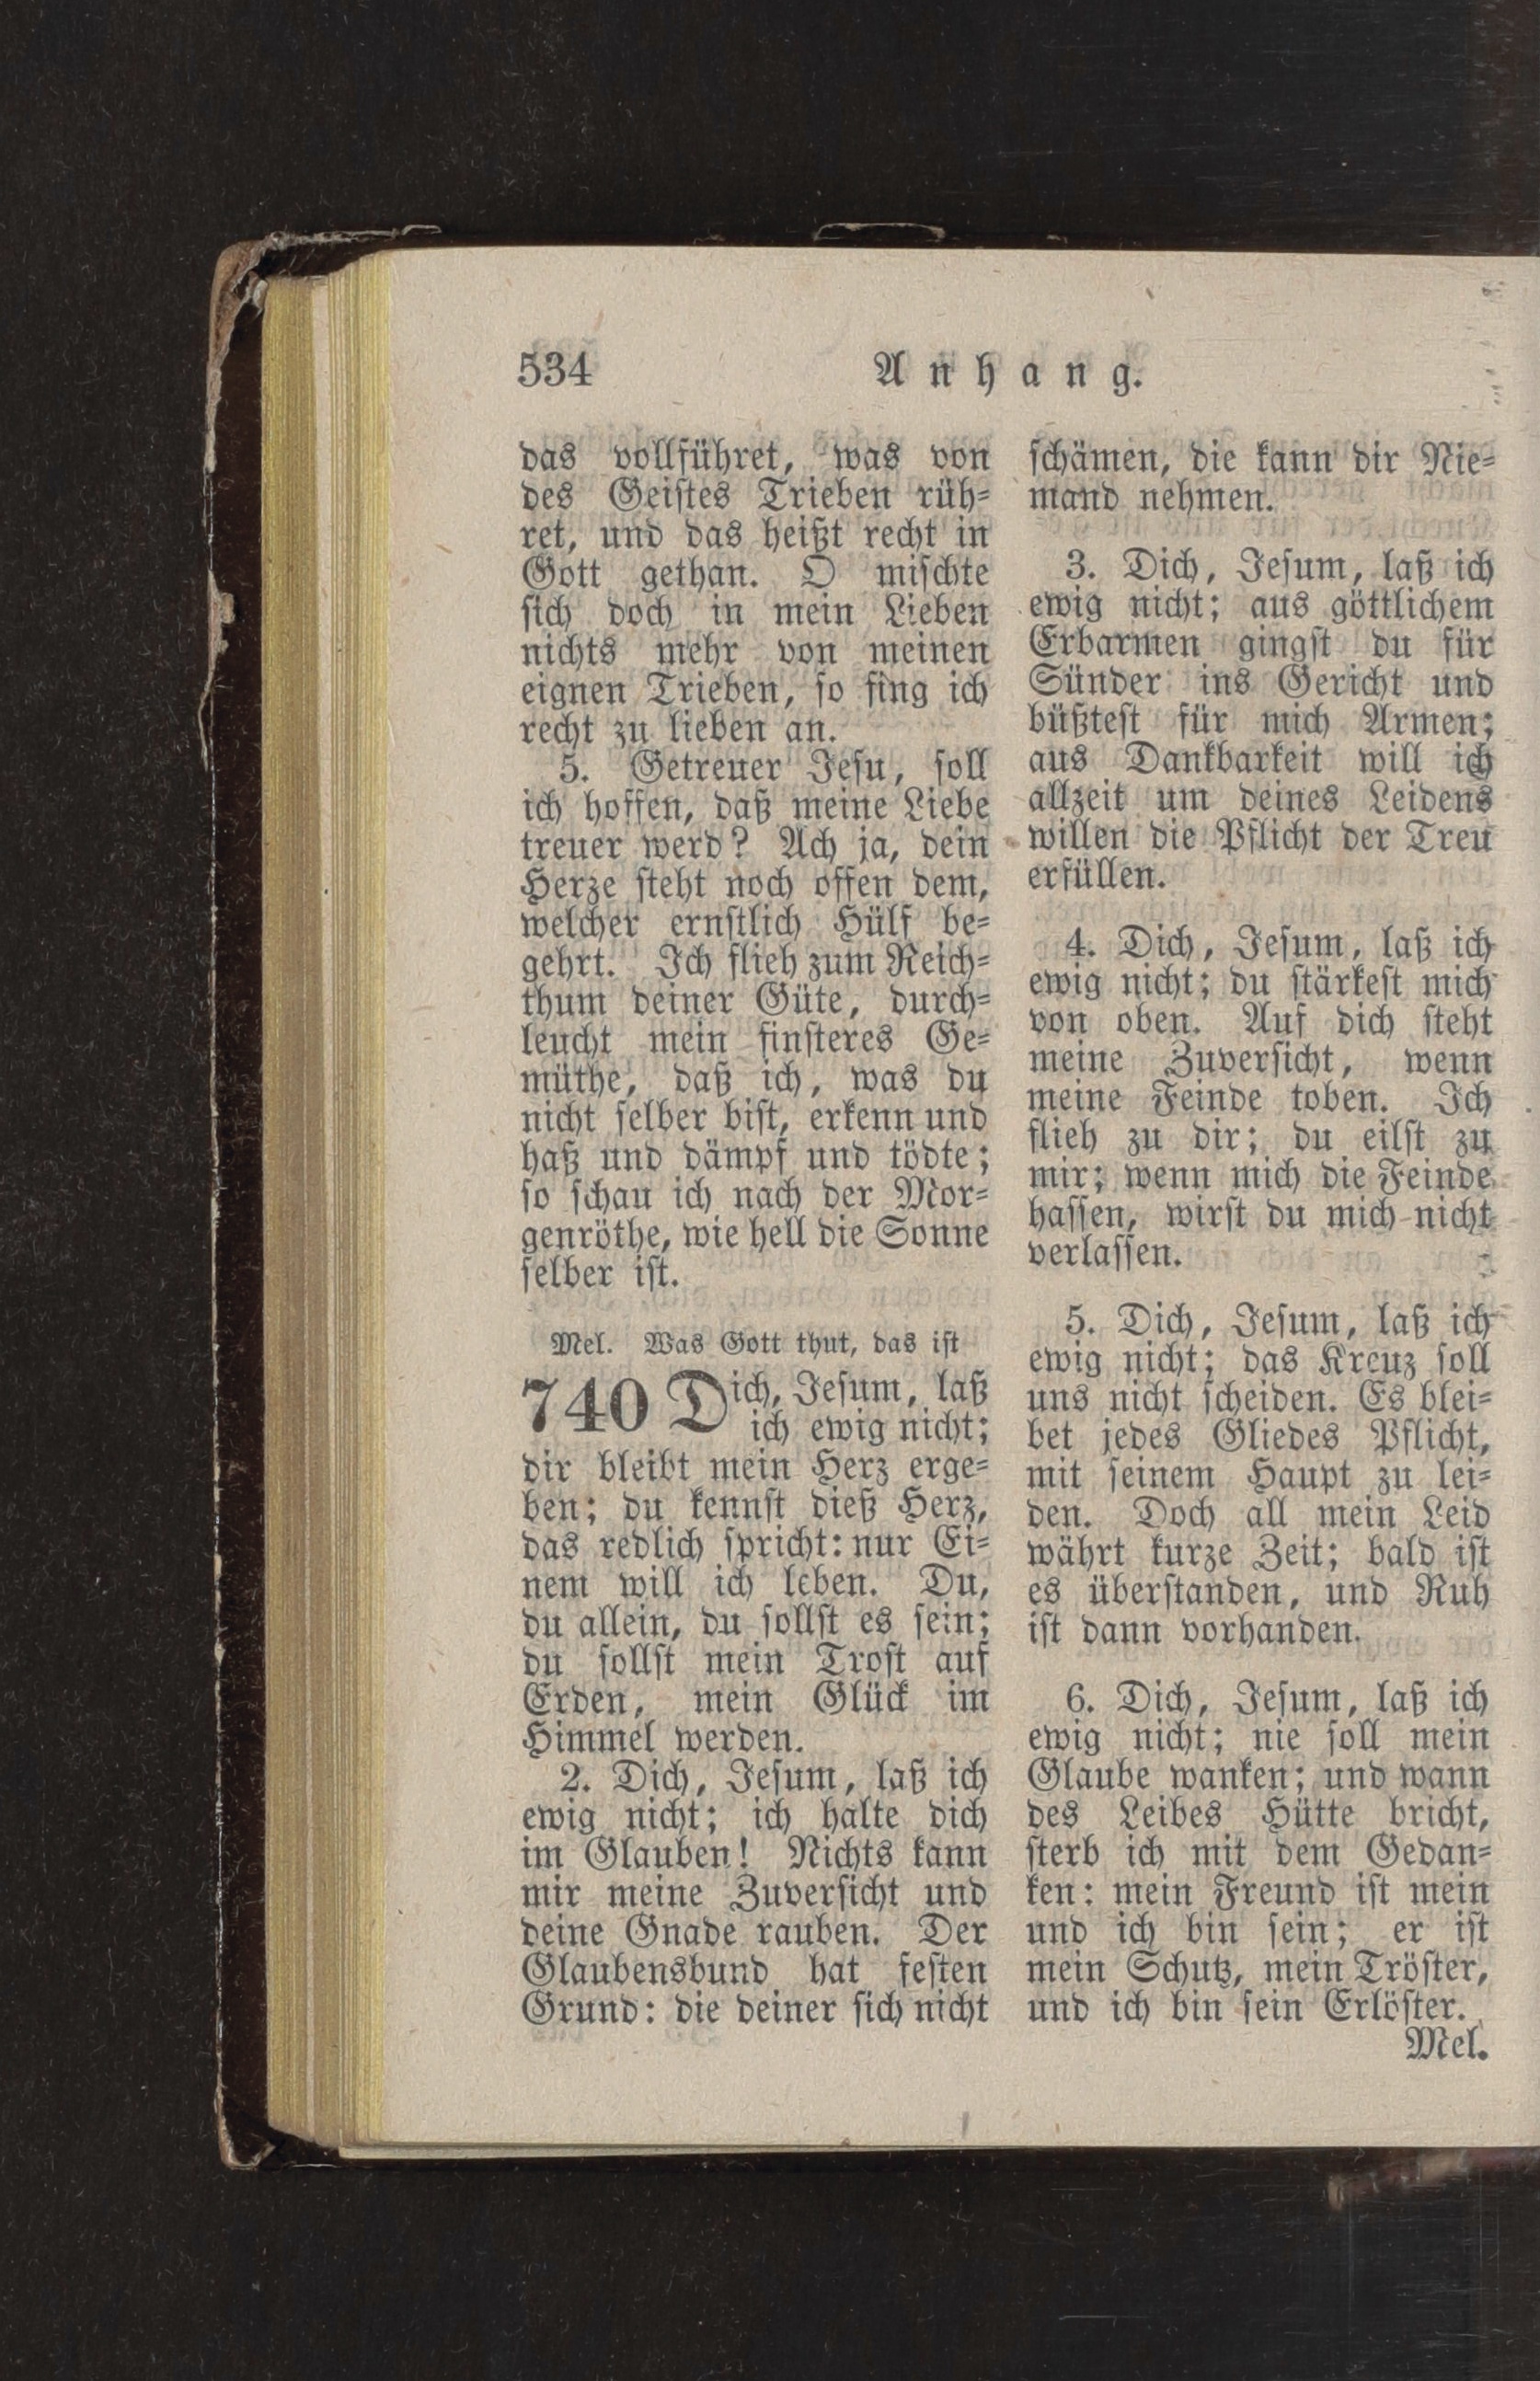 534
Anhang.
das vollführet, was von
des Geistes Trieben rüh-
ret, und das heißt recht in
Gott gethan. O mischte
sich doch in mein Lieben
nichts mehr von meinen
eignen Trieben, so fing ich
recht zu lieben an.
5. Getreuer Jesu, soll
ich hoffen, daß meine Liebe
treuer werd? Ach ja, dein
Herze steht noch offen dem,
welcher ernstlich Hülf be-
gehrt. Ich flieh zum Reich-
thum deiner Güte, durch-
leucht mein finsteres Ge-
müthe, daß ich, was du
nicht selber bist, erkenn und
haß und dämpf und tödte;
so schau ich nach der Mor-
genröthe, wie hell die Sonne
selber ist.
Mel. Was Gott thut, das ist
740 Dich, Jesum, laß
ich ewig nicht;
dir bleibt mein Herz erge-
ben; du kennst dieß Herz,
das redlich spricht: nur Ei-
nem will ich leben. Du,
du allein, du sollst es sein;
du sollst mein Trost auf
Erden, mein Glück im
Himmel werden.
2. Dich, Jesum, laß ich
ewig nicht; ich halte dich
im Glauben! Nichts kann
mir meine Zuversicht und
deine Gnade rauben. Der
Glaubensbund hat festen
Grund: die deiner sich nicht
schämen, die kann dir Nie-
mand nehmen.
3. Dich, Jesum, laß ich
ewig nicht; aus göttlichem
Erbarmen gingst du für
Sünder ins Gericht und
büßtest für mich Armen;
aus Dankbarkeit will ich
allzeit um deines Leidens
willen die Pflicht der Treu
erfüllen.
4. Dich, Jesum, laß ich
ewig nicht; du stärkest mich
von oben. Auf dich steht
meine Zuversicht, wenn
meine Feinde toben. Ich
flieh zu dir; du eilst zu
mir; wenn mich die Feinde
hassen, wirst du mich nicht
verlassen.
5. Dich, Jesum, laß ich
ewig nicht; das Kreuz soll
uns nicht scheiden. Es blei-
bet jedes Gliedes Pflicht,
mit seinem Haupt zu lei-
den. Doch all mein Leid
währt kurze Zeit; bald ist
es überstanden, und Ruh
ist dann vorhanden.
6. Dich, Jesum, laß ich
ewig nicht; nie soll mein
Glaube wanken; und wann
des Leibes Hütte bricht,
sterb ich mit dem Gedan-
ken: mein Freund ist mein
und ich bin sein; er ist
mein Schutz, mein Tröster,
und ich bin sein Erlöster.
Mel.